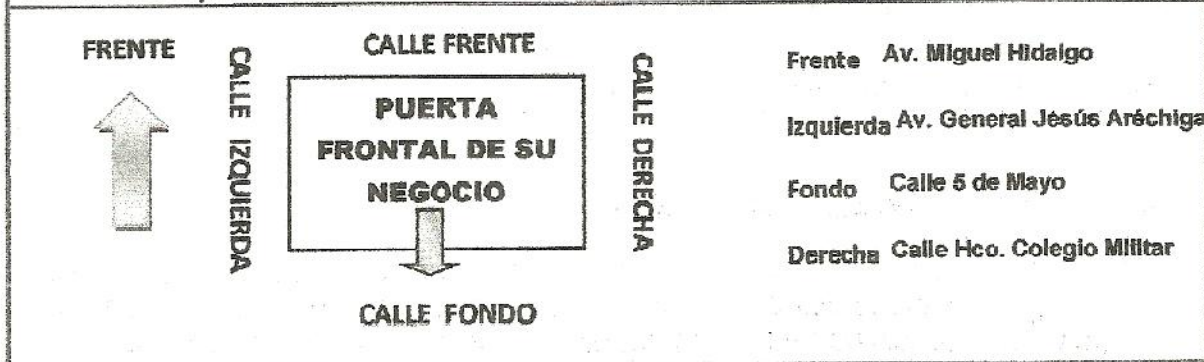 FRENTE
CALLE IZQUIERDA
CALLE FRENTE
PUERTA
FRONTAL DE SU
NEGOCIO
CALLE FONDO
CALLE DERECHA
Frente Av. Miguel Hidalgo
Izquierda Av. General Jesús Aréchiga
Fondo Calle 5 de Mayo
Derecha Calle Hco. Colegio Militar